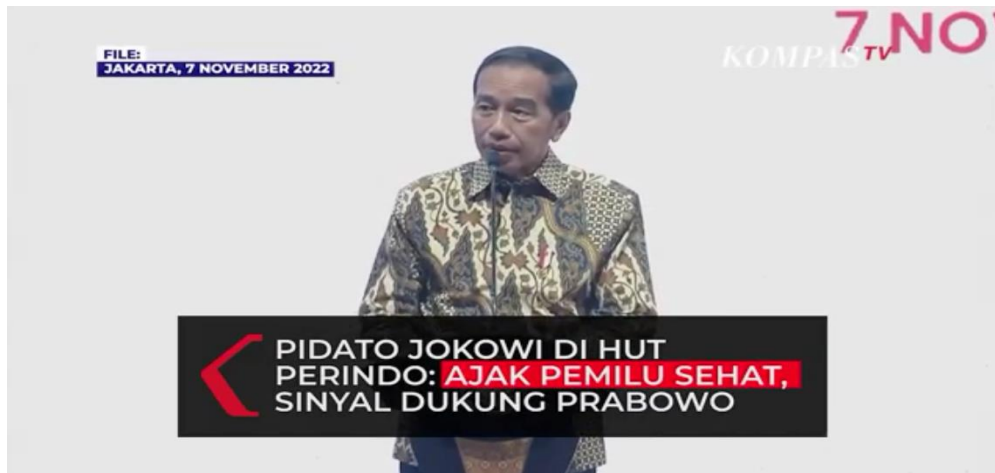 7 NO
FILE:
JAKARTA, 7 NOVEMBER 2022
KOMPAS TV
PIDATO JOKOWI DI HUT
PERINDO: AJAK PEMILU SEHAT,
SINYAL DUKUNG PRABOWO